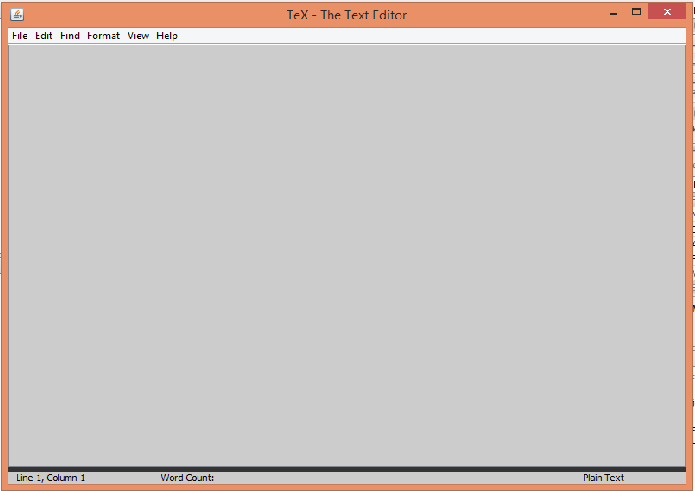 TeX - The Text Editor
File Edit Find Format View Help
Line 1, Column 1 Word Count: Plain Text